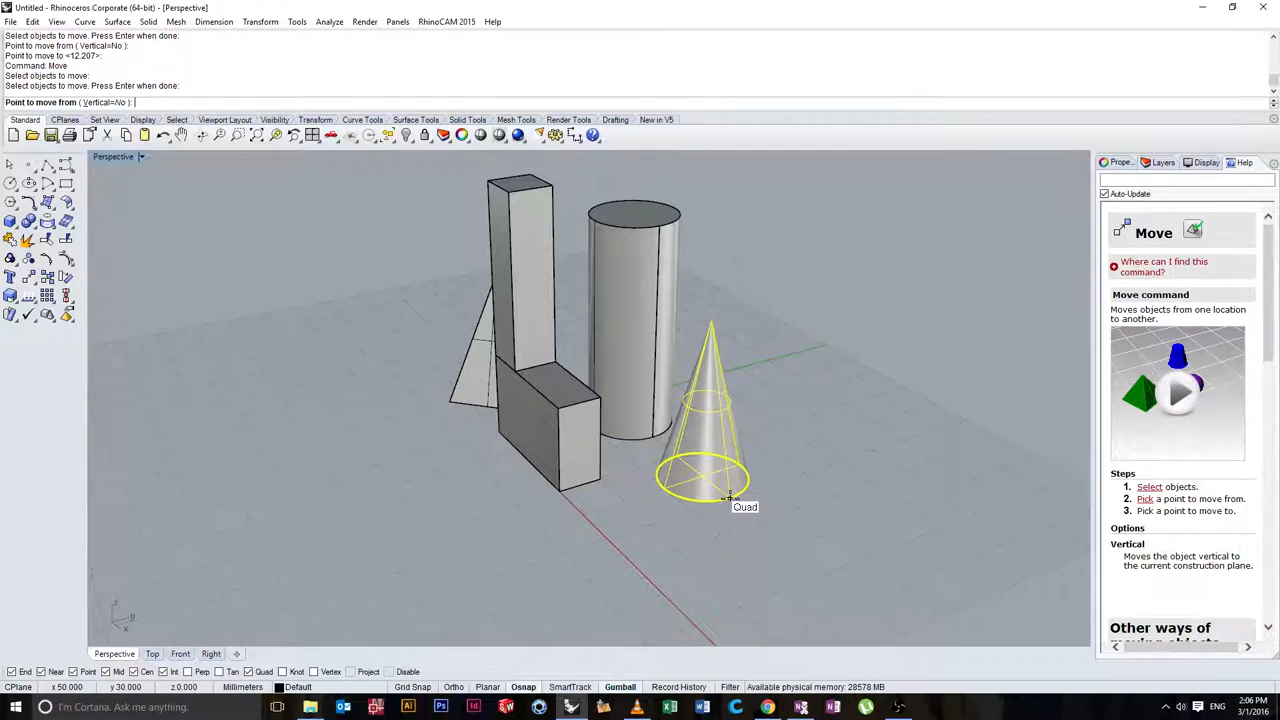 Untitled - Rhinoceros Corporate (64-bit) - [Perspective]
File Edit View Curve Surface Solid Mesh Dimension Transform Tools Analyze Render Panels RhinoCAM 2015 Help
Select objects to move. Press Enter when done:
Point to move from ( Vertical=No ):
Point to move to <12.207>:
Command: Move
Select objects to move:
Select objects to move. Press Enter when done:
Point to move from ( Vertical=No ):
Standard CPlanes Set View Display Select Viewport Layout Visibility Transform Curve Tools Surface Tools Solid Tools Mesh Tools Render Tools Drafting New in V5
Perspective
Prope... Layers Display Help
Auto-Update
Move
Where can I find this
command?
Move command
Moves objects from one location
to another.
Steps
1. Select objects.
2. Pick a point to move from.
3. Pick a point to move to.
Options
Vertical
Moves the object vertical to
the current construction plane.
Other ways of
Quad
z
y
x
Perspective Top Front Right
End Near Point Mid Cen Int Perp Tan Quad Knot Vertex Project Disable
CPlane x 50.000 y 30.000 z 0.000 Millimeters Default Grid Snap Ortho Planar Osnap SmartTrack Gumball Record History Filter Available physical memory: 28578 MB
I'm Cortana. Ask me anything.
ENG
2:06 PM
3/1/2016